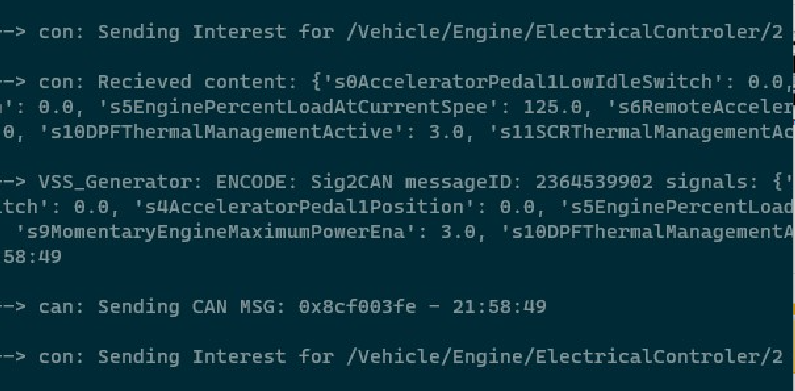 --> con: Sending Interest for /Vehicle/Engine/ElectricalControler/2
--> con: Recieved content: {'s0AcceleratorPedal1LowIdleSwitch': 0.0,
': 0.0, 's5EnginePercentLoadAtCurrentSpee': 125.0, 's6RemoteAcceler
0, 's10DPFThermalManagementActive': 3.0, 's11SCRThermalManagementAc
--> VSS_Generator: ENCODE: Sig2CAN messageID: 2364539902 signals: {'
itch': 0.0, 's4AcceleratorPedal1Position': 0.0, 's5EnginePercentLoad
's9MomentaryEngineMaximumPowerEna': 3.0, 's10DPFThermalManagementA
58:49
--> can: Sending CAN MSG: 0x8cf003fe - 21:58:49
--> con: Sending Interest for /Vehicle/Engine/ElectricalControler/2